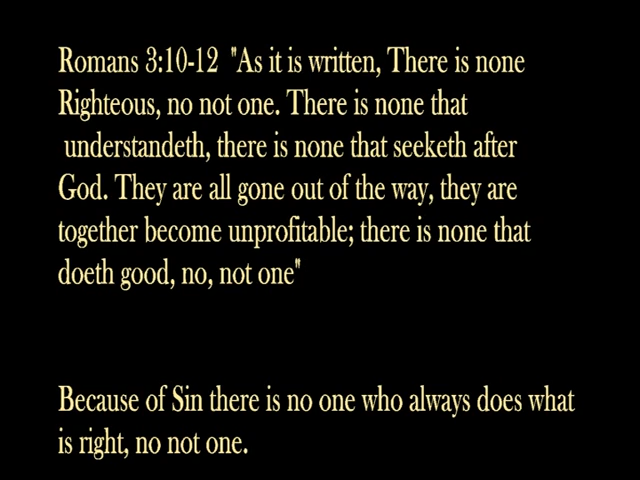 Romans 3:10-12 "As it is written, There is none
Righteous, no not one. There is none that
understandeth, there is none that seeketh after
God. They are all gone out of the way, they are
together become unprofitable; there is none that
doeth good, no, not one"
Because of Sin there is no one who always does what
is right, no not one.